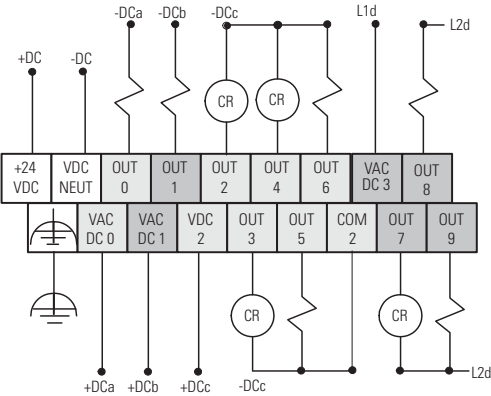 -DCa -DCb -DCc L1d
L2d
+DC -DC
CR CR
+24 VDC OUT OUT OUT OUT OUT VAC OUT
VDC NEUT 0 1 2 4 6 DC 3 8
VAC VAC VDC OUT OUT COM OUT OUT
DC 0 DC 1 2 3 5 2 7 9
CR CR
L2d
+DCa +DCb +DCc -DCc